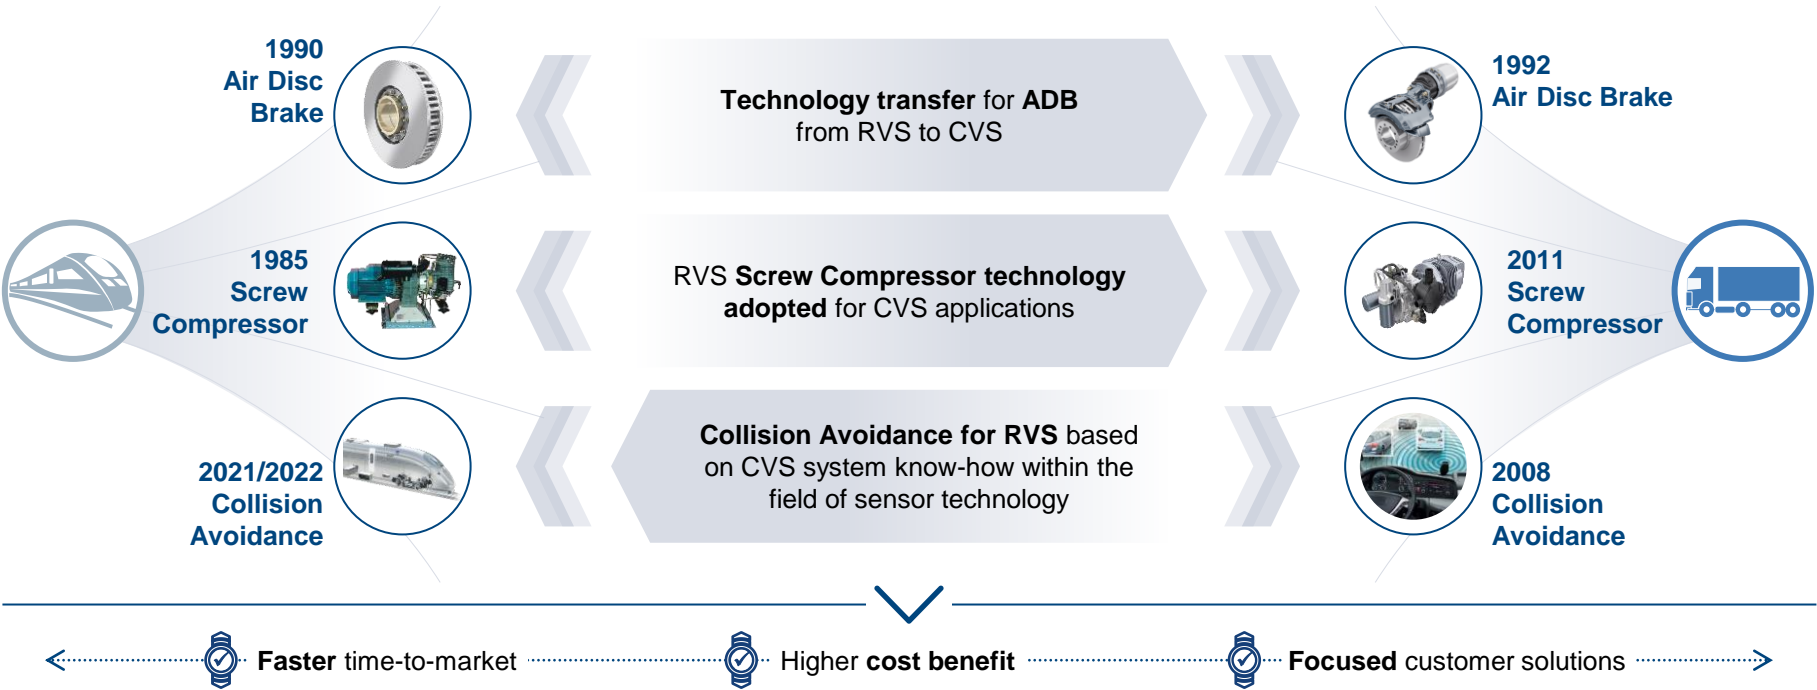 1990
Air Disc
Brake
Technology transfer for ADB
from RVS to CVS
1992
Air Disc Brake
1985
Screw
Compressor
RVS Screw Compressor technology
adopted for CVS applications
2011
Screw
Compressor
2021/2022
Collision
Avoidance
Collision Avoidance for RVS based
on CVS system know-how within the
field of sensor technology
2008
Collision
Avoidance
Faster time-to-market
Higher cost benefit
Focused customer solutions